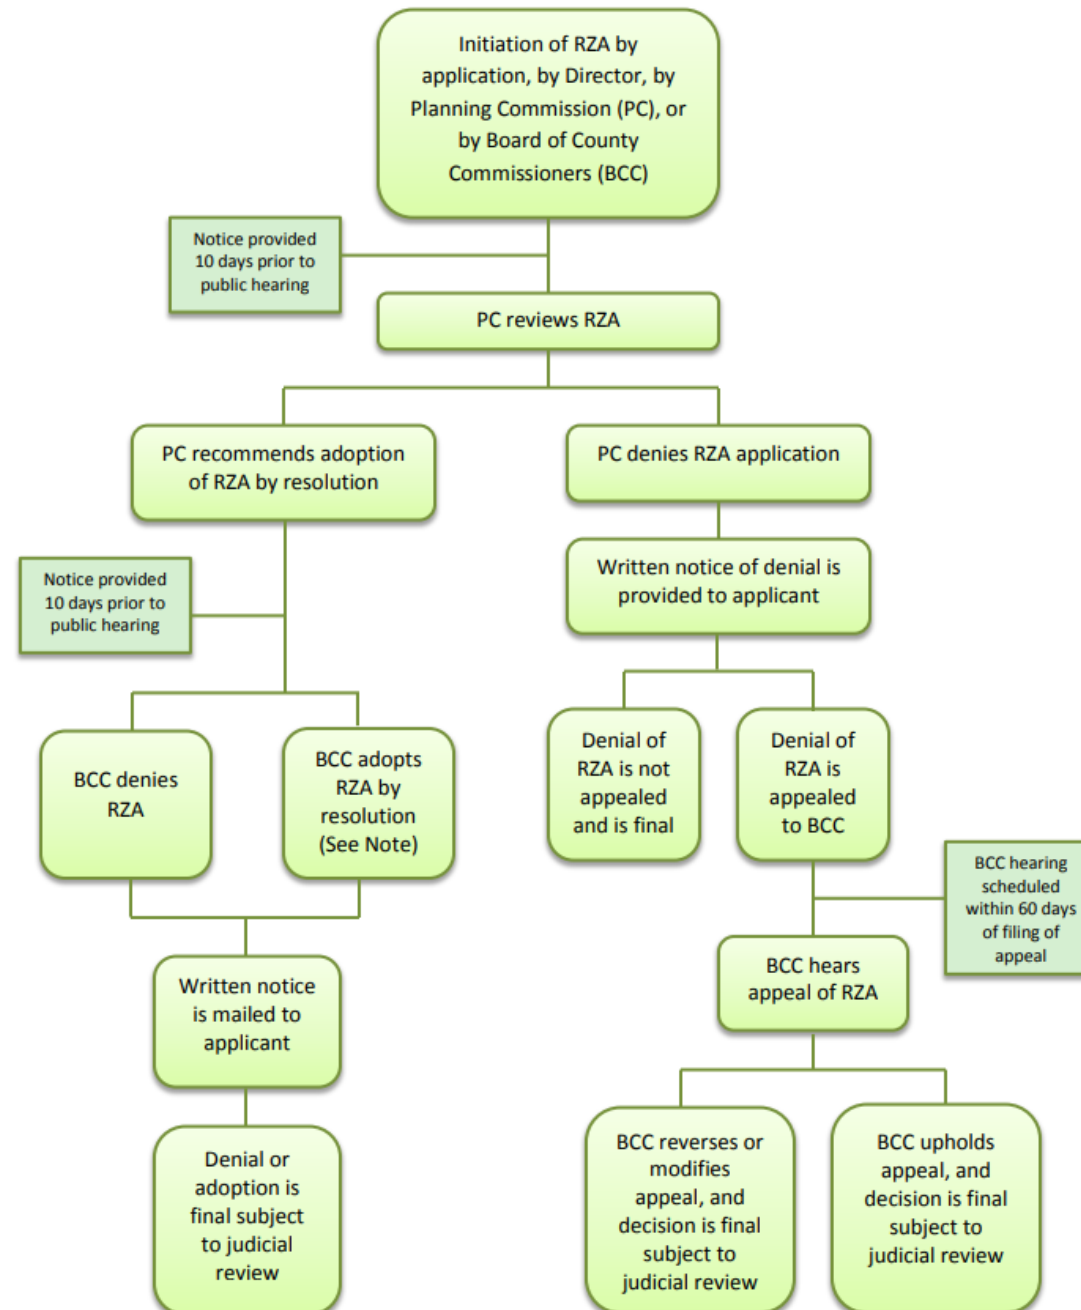 Initiation of RZA by
application, by Director, by
Planning Commission (PC), or
by Board of County
Commissioners (BCC)
Notice provided
10 days prior to
public hearing
PC reviews RZA
PC recommends adoption
of RZA by resolution
PC denies RZA application
Written notice of denial is
provided to applicant
Notice provided
10 days prior to
public hearing
BCC denies
RZA
BCC adopts
RZA by
resolution
(See Note)
Denial of
RZA is not
appealed
and is final
Denial of
RZA is
appealed
to BCC
BCC hearing
scheduled
within 60 days
of filing of
appeal
BCC hears
appeal of RZA
Written notice
is mailed to
applicant
Denial or
adoption is
final subject
to judicial
review
BCC reverses or
modifies
appeal, and
decision is final
subject to
judicial review
BCC upholds
appeal, and
decision is final
subject to
judicial review